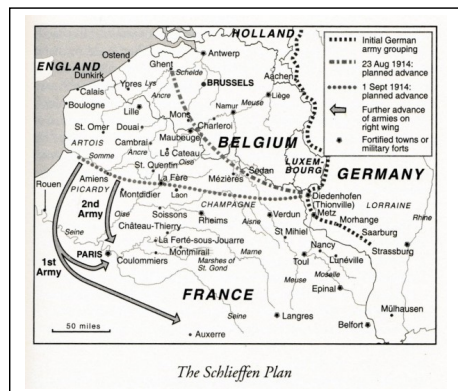 HOLLAND
Initial German
army grouping
23 Aug 1914:
planned advance
1 Sept 1914:
planned advance
Further advance
of armies on
right wing
Fortified towns or
military forts
ENGLAND
Ostend
Antwerp
Ghent
Dunkirk
Schelde
Calais
Ypres
Lys
BRUSSELS
Aachen
Boulogne
Ancre
Lille
Liège
Mons
Namur
Meuse
St. Omer
Douai
Charleroi
ARTOIS
Maubeuge
BELGIUM
Ancre
Cambrai
Somme
Le Cateau
LUXEM-
BOURG
St. Quentin
Oise
Sedan
GERMANY
Rouen
Amiens
La Fère
Mézières
Diedenhofen
(Thionville)
PICARDY
Laon
LORRAINE
Montdidier
Metz
Rhine
2nd
Army
Oise
Soissons
CHAMPAGNE
Verdun
Morhange
Rheims
Aisne
Saarburg
Seine
Château-Thierry
St Mihiel
Strassburg
Nancy
1st
Army
PARIS
La Ferté-sous-Jouarre
Marne
Toul
Lunéville
Montmirail
Coulommiers
Marshes of
St. Gond
Meuse
Moselle
FRANCE
Epinal
Seine
Langres
Mülhausen
50 miles
Auxerre
Belfort
The Schlieffen Plan